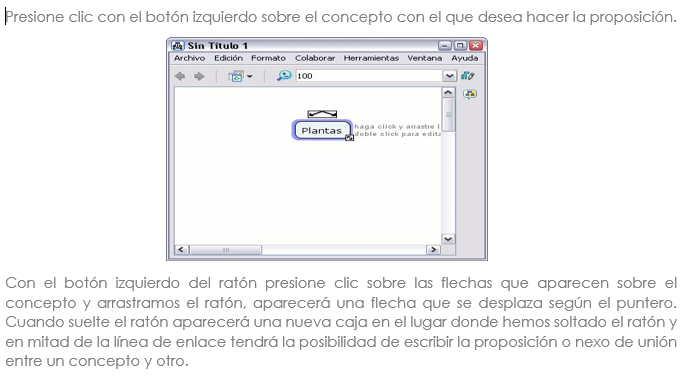 Presione clic con el botón izquierdo sobre el concepto con el que desea hacer la proposición.
Sin Título 1
Archivo Edición Formato Colaborar Herramientas Ventana Ayuda
100
Plantas
haga click y arrastre l
doble click para edita
Con el botón izquierdo del ratón presione clic sobre las flechas que aparecen sobre el
concepto y arrastramos el ratón, aparecerá una flecha que se desplaza según el puntero.
Cuando suelte el ratón aparecerá una nueva caja en el lugar donde hemos soltado el ratón y
en mitad de la línea de enlace tendrá la posibilidad de escribir la proposición o nexo de unión
entre un concepto y otro.